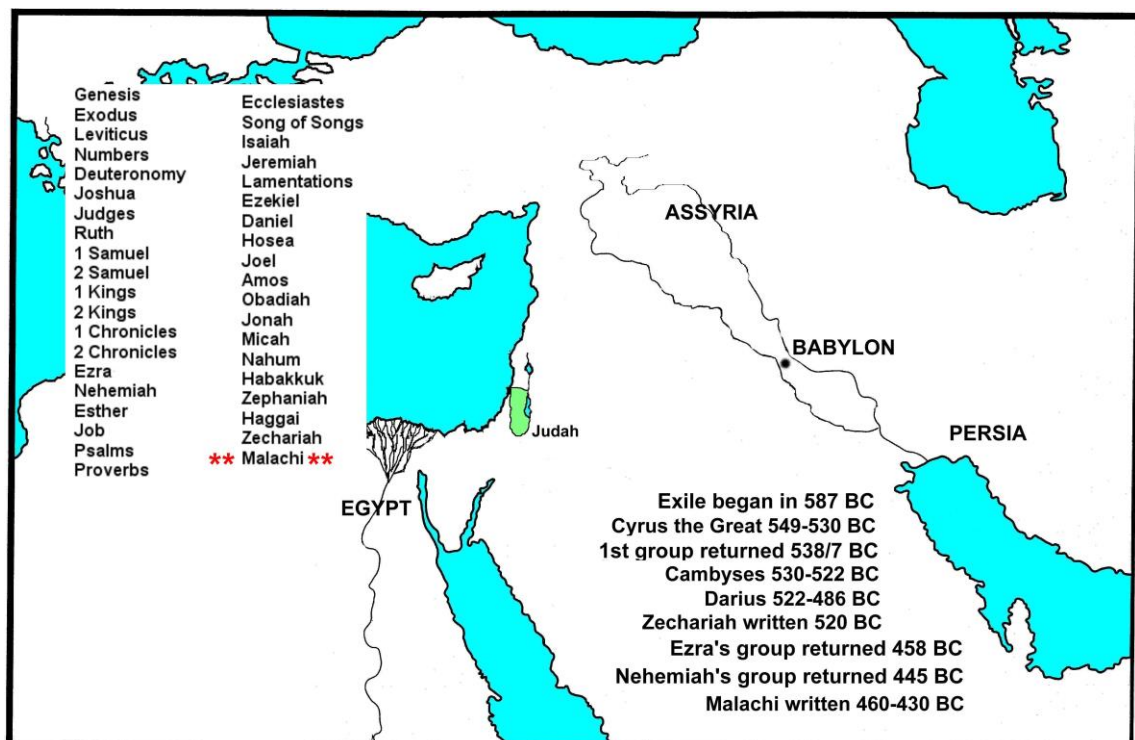 Genesis
Exodus
Leviticus
Numbers
Deuteronomy
Joshua
Judges
Ruth
1 Samuel
2 Samuel
1 Kings
2 Kings
1 Chronicles
2 Chronicles
Ezra
Nehemiah
Esther
Job
Psalms
Proverbs
Ecclesiastes
Song of Songs
Isaiah
Jeremiah
Lamentations
Ezekiel
Daniel
Hosea
Joel
Amos
Obadiah
Jonah
Micah
Nahum
Habakkuk
Zephaniah
Haggai
Zechariah
** Malachi **
ASSYRIA
BABYLON
Judah
PERSIA
EGYPT
Exile began in 587 BC
Cyrus the Great 549-530 BC
1st group returned 538/7 BC
Cambyses 530-522 BC
Darius 522-486 BC
Zechariah written 520 BC
Ezra's group returned 458 BC
Nehemiah's group returned 445 BC
Malachi written 460-430 BC